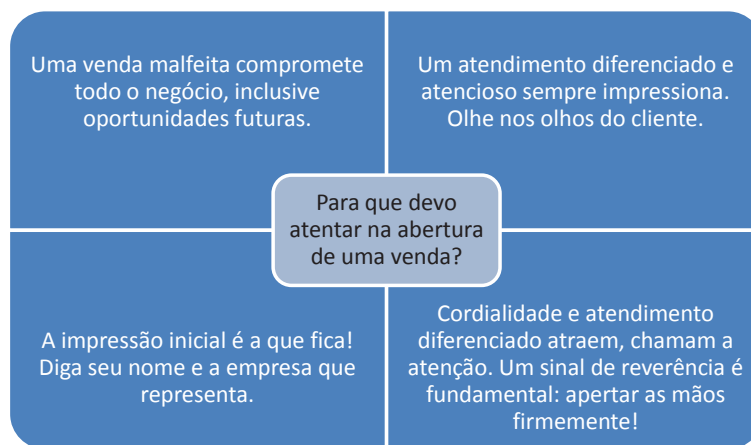 Uma venda malfeita compromete
todo o negócio, inclusive
oportunidades futuras.
Um atendimento diferenciado e
atencioso sempre impressiona.
Olhe nos olhos do cliente.
Para que devo
atentar na abertura
de uma venda?
A impressão inicial é a que fica!
Diga seu nome e a empresa que
representa.
Cordialidade e atendimento
diferenciado atraem, chamam a
atenção. Um sinal de reverência é
fundamental: apertar as mãos
firmemente!